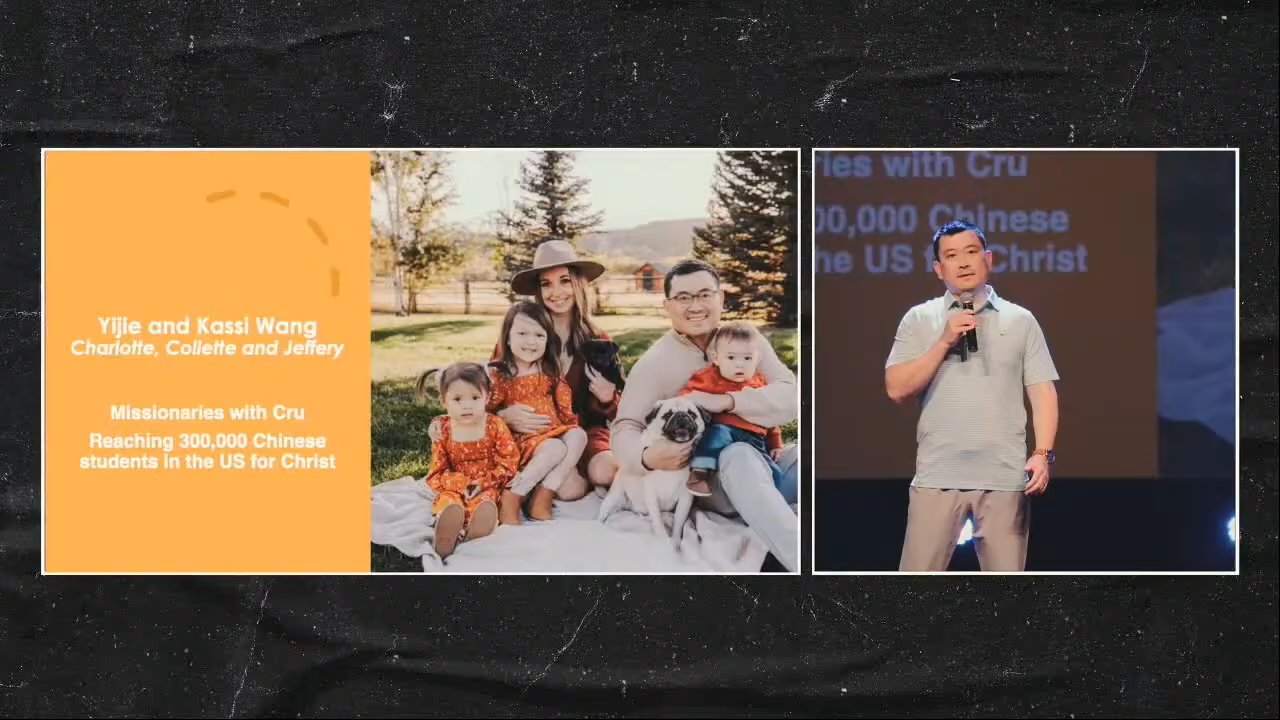 Yijie and Kassi Wang
Charlotte, Collette and Jeffery
Missionaries with Cru
Reaching 300,000 Chinese
students in the US for Christ
ries with Cru
00,000 Chinese
he US f Christ